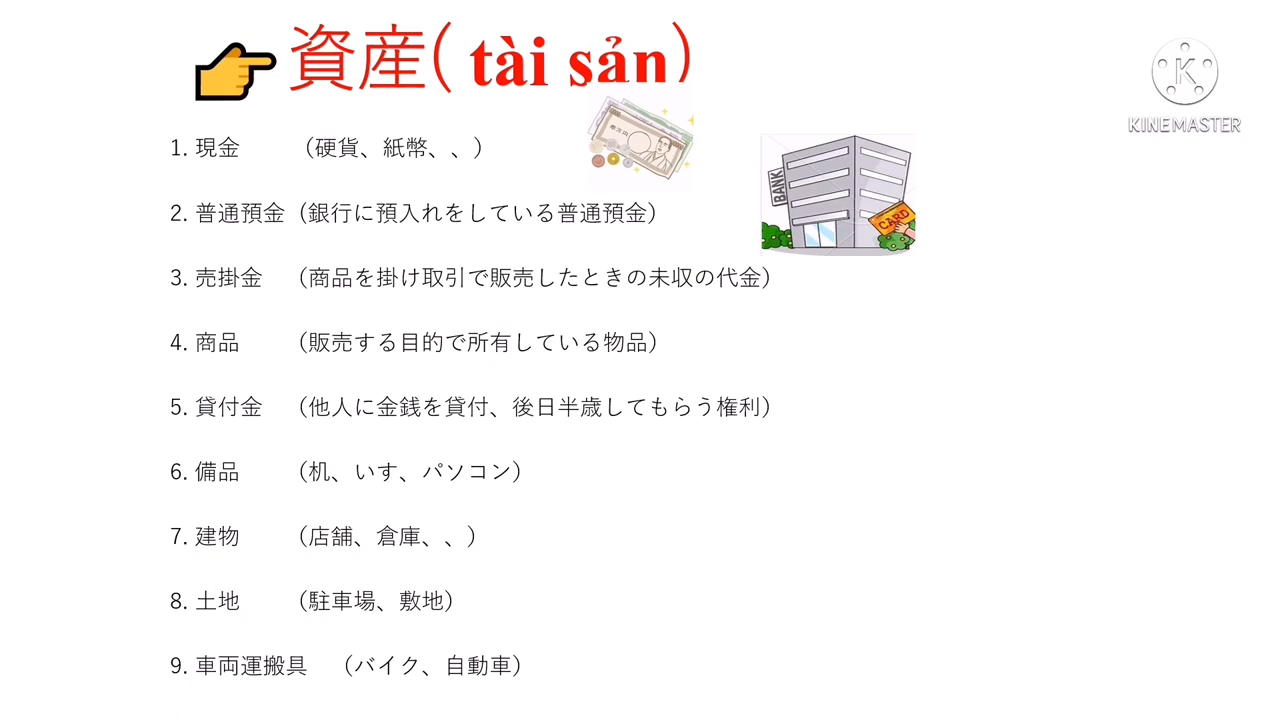 資産(tài sản)
1. 現金 (硬貨、紙幣、、)
2. 普通預金 (銀行に預入れをしている普通預金)
3. 売掛金 (商品を掛け取引で販売したときの未収の代金)
4. 商品 (販売する目的で所有している物品)
5. 貸付金 (他人に金銭を貸付、後日半歳してもらう権利)
6. 備品 (机、いす、パソコン)
7. 建物 (店舗、倉庫、、)
8. 土地 (駐車場、敷地)
9. 車両運搬具 (バイク、自動車)
BANK
CARD
K
KINEMASTER